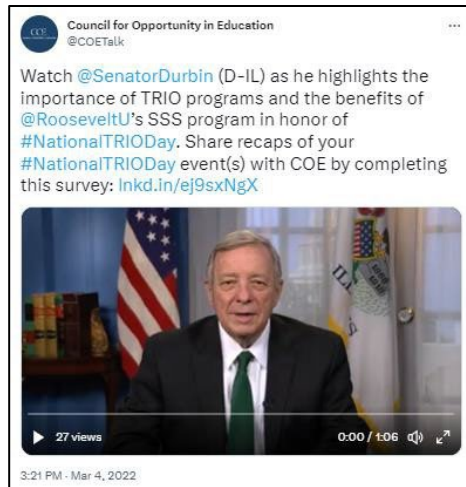 COE
Council for Opportunity in Education
@COETalk
Watch @SenatorDurbin (D-IL) as he highlights the
importance of TRIO programs and the benefits of
@RooseveltU's SSS program in honor of
#NationalTRIODay. Share recaps of your
#NationalTRIODay event(s) with COE by completing
this survey: lnkd.in/ej9sxNgX
27 views
0:00 / 1:06
3:21 PM · Mar 4, 2022